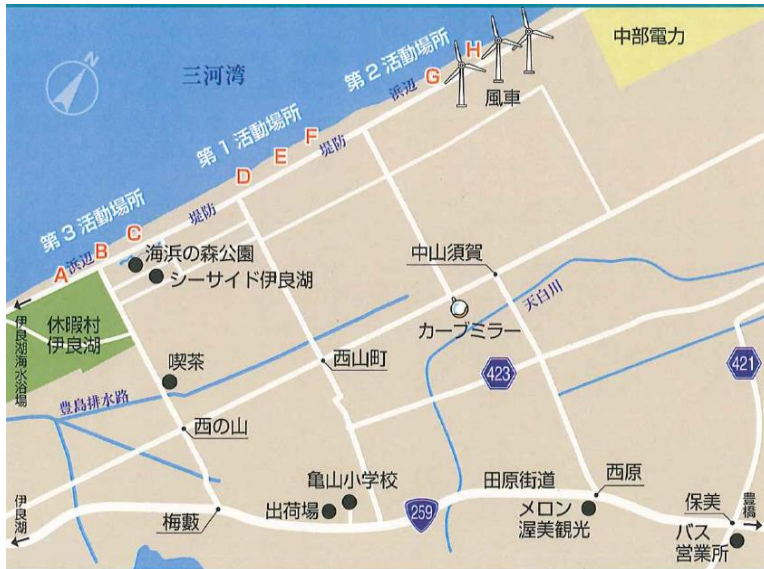 N
三河湾
中部電力
第2活動場所
G
H
浜辺
風車
第1活動場所
D
E
F
堤防
第3活動場所
A
B
C
浜辺
堤防
海浜の森公園
シーサイド伊良湖
中山須賀
天白川
カーブミラー
休暇村
伊良湖
伊良湖海水浴場
喫茶
西山町
423
421
豊島排水路
西の山
亀山小学校
出荷場
259
田原街道
西原
メロン
渥美観光
保美
豊橋
バス
営業所
伊良湖
梅藪